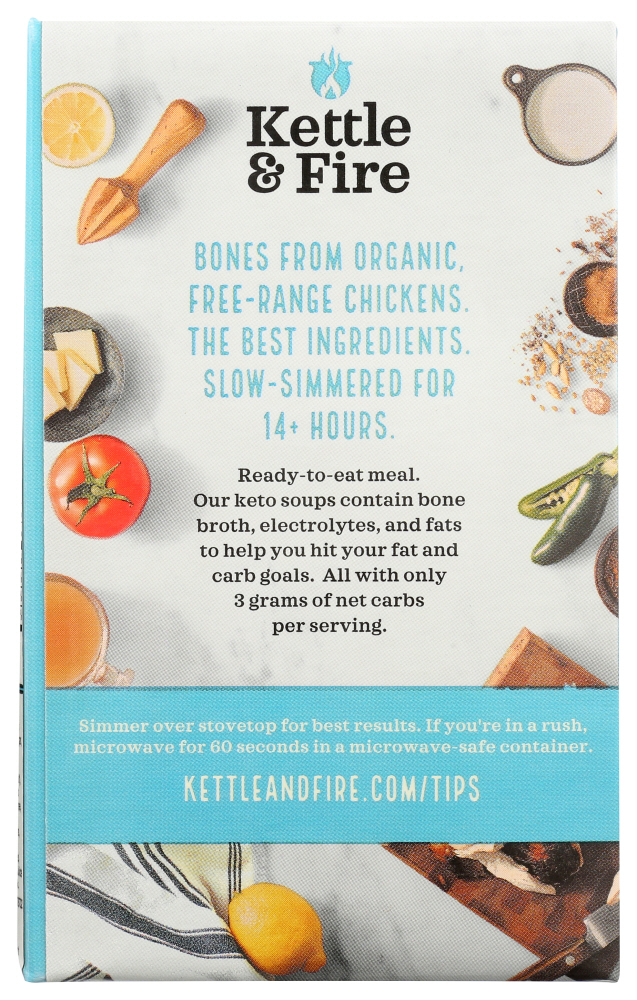 Kettle
& Fire
BONES FROM ORGANIC,
FREE-RANGE CHICKENS.
THE BEST INGREDIENTS.
SLOW-SIMMERED FOR
14+ HOURS.
Ready-to-eat meal.
Our keto soups contain bone
broth, electrolytes, and fats
to help you hit your fat and
carb goals. All with only
3 grams of net carbs
per serving.
Simmer over stovetop for best results. If you're in a rush,
microwave for 60 seconds in a microwave-safe container.
KETTLEANDFIRE.COM/TIPS